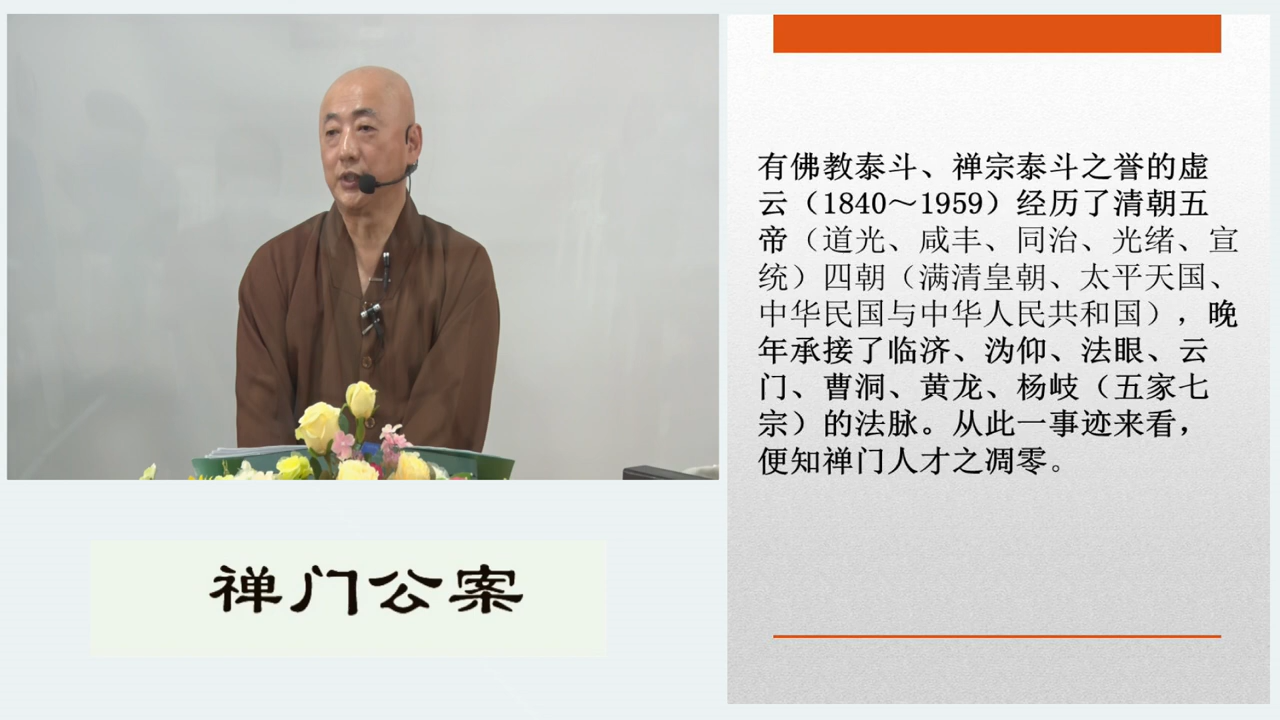 有佛教泰斗、禅宗泰斗之誉的虚
云（1840～1959）经历了清朝五
帝（道光、咸丰、同治、光绪、宣
统）四朝（满清皇朝、太平天国、
中华民国与中华人民共和国），晚
年承接了临济、沩仰、法眼、云
门、曹洞、黄龙、杨岐（五家七
宗）的法脉。从此一事迹来看，
便知禅门人才之凋零。
禅门公案